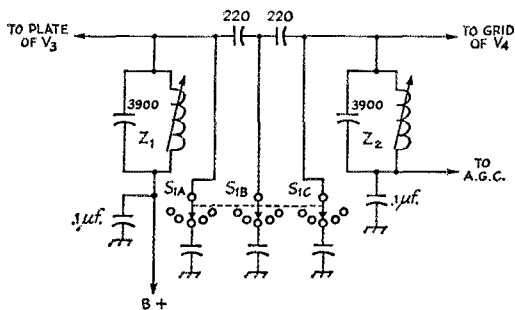 220 220
TO PLATE
OF V3
TO GRID
OF V4
3900
Z1
3900
Z2
S1A
S1B
S1C
TO
A.G.C.
.1µf.
.1µf.
B+